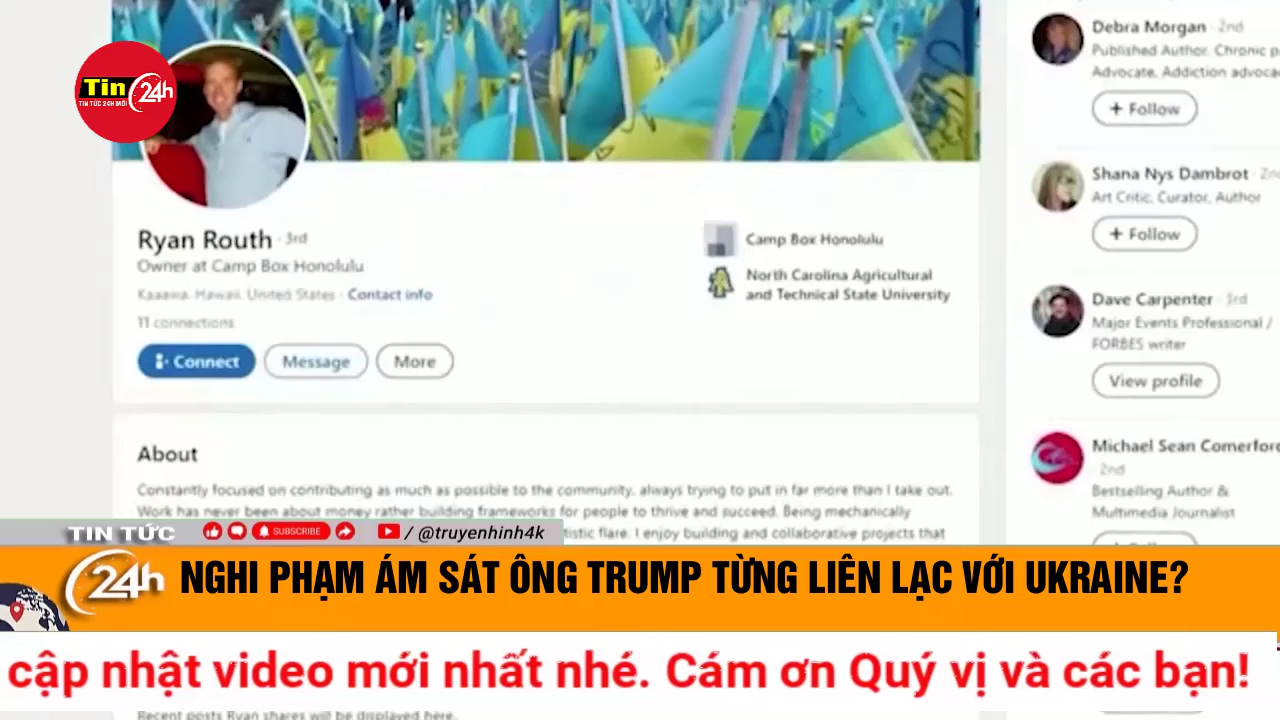 Tin 24h
TIN TỨC 24H MỚI
Ryan Routh · 3rd
Owner at Camp Box Honolulu
Kaaawa, Hawaii, United States · Contact info
11 connections
Connect
Message
More
Camp Box Honolulu
North Carolina Agricultural
and Technical State University
About
Constantly focused on contributing as much as possible to the community, always trying to put in far more than I take out.
Work has never been about money rather building frameworks for people to thrive and succeed. Being mechanically
tistic flare. I enjoy building and collaborative projects that
Debra Morgan · 2nd
Published Author, Chronic p
Advocate, Addiction advoca
+ Follow
Shana Nys Dambrot · 2nd
Art Critic, Curator, Author
+ Follow
Dave Carpenter · 3rd
Major Events Professional /
FORBES writer
View profile
Michael Sean Comerford
· 2nd
Bestselling Author &
Multimedia Journalist
TIN TỨC
SUBSCRIBE
/ @truyenhinh4k
24h
NGHI PHẠM ÁM SÁT ÔNG TRUMP TỪNG LIÊN LẠC VỚI UKRAINE?
cập nhật video mới nhất nhé. Cám ơn Quý vị và các bạn!
Recent posts Ryan shares will be displayed here.